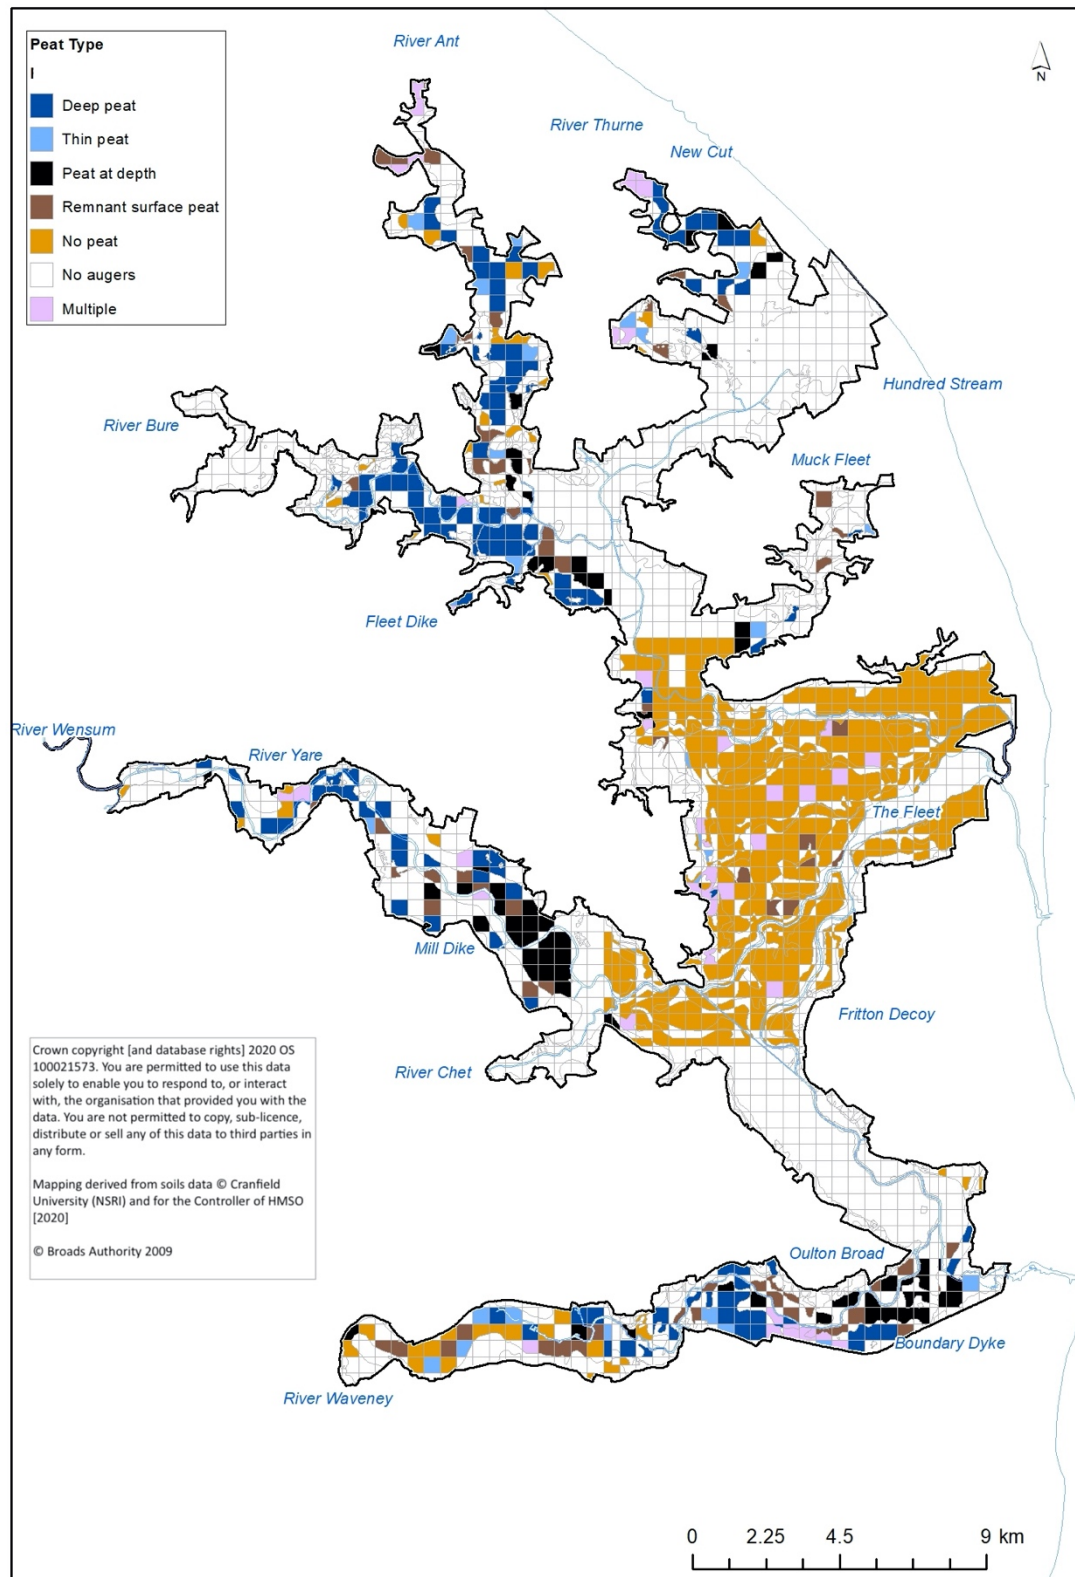 River Ant
Peat Type
l
Deep peat
Thin peat
Peat at depth
Remnant surface peat
No peat
No augers
Multiple
N
River Thurne
New Cut
Hundred Stream
River Bure
Muck Fleet
Fleet Dike
River Wensum
River Yare
The Fleet
Mill Dike
Fritton Decoy
River Chet
Crown copyright [and database rights] 2020 OS
100021573. You are permitted to use this data
solely to enable you to respond to, or interact
with, the organisation that provided you with the
data. You are not permitted to copy, sub-licence,
distribute or sell any of this data to third parties in
any form.
Mapping derived from soils data © Cranfield
University (NSRI) and for the Controller of HMSO
[2020]
© Broads Authority 2009
Oulton Broad
Boundary Dyke
River Waveney
0 2.25 4.5 9 km